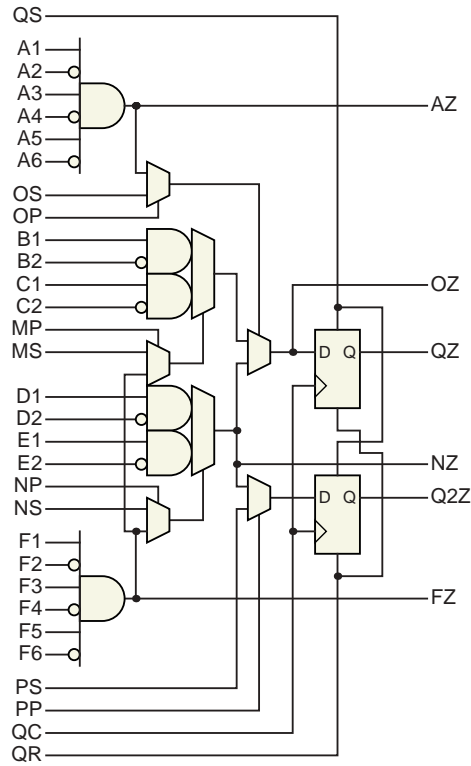 QS
A1
A2
A3
A4
A5
A6
AZ
OS
OP
B1
B2
C1
C2
OZ
MP
MS
D Q
QZ
D1
D2
E1
E2
NZ
NP
NS
D Q
Q2Z
F1
F2
F3
F4
F5
F6
FZ
PS
PP
QC
QR